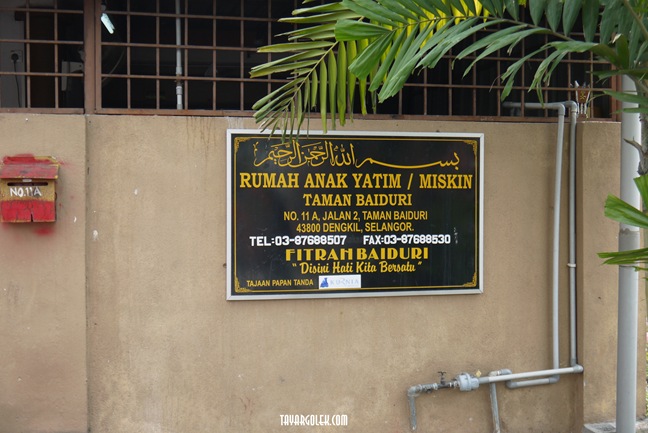 NO.11A
بسم الله الرحمن الرحيم
RUMAH ANAK YATIM / MISKIN
TAMAN BAIDURI
NO. 11 A, JALAN 2, TAMAN BAIDURI
43800 DENGKIL, SELANGOR.
TEL:03-87688507 FAX:03-87688530
FITRAH BAIDURI
"Disini Hati Kita Bersatu"
TAJAAN PAPAN TANDA
TAYARGOLEK.COM